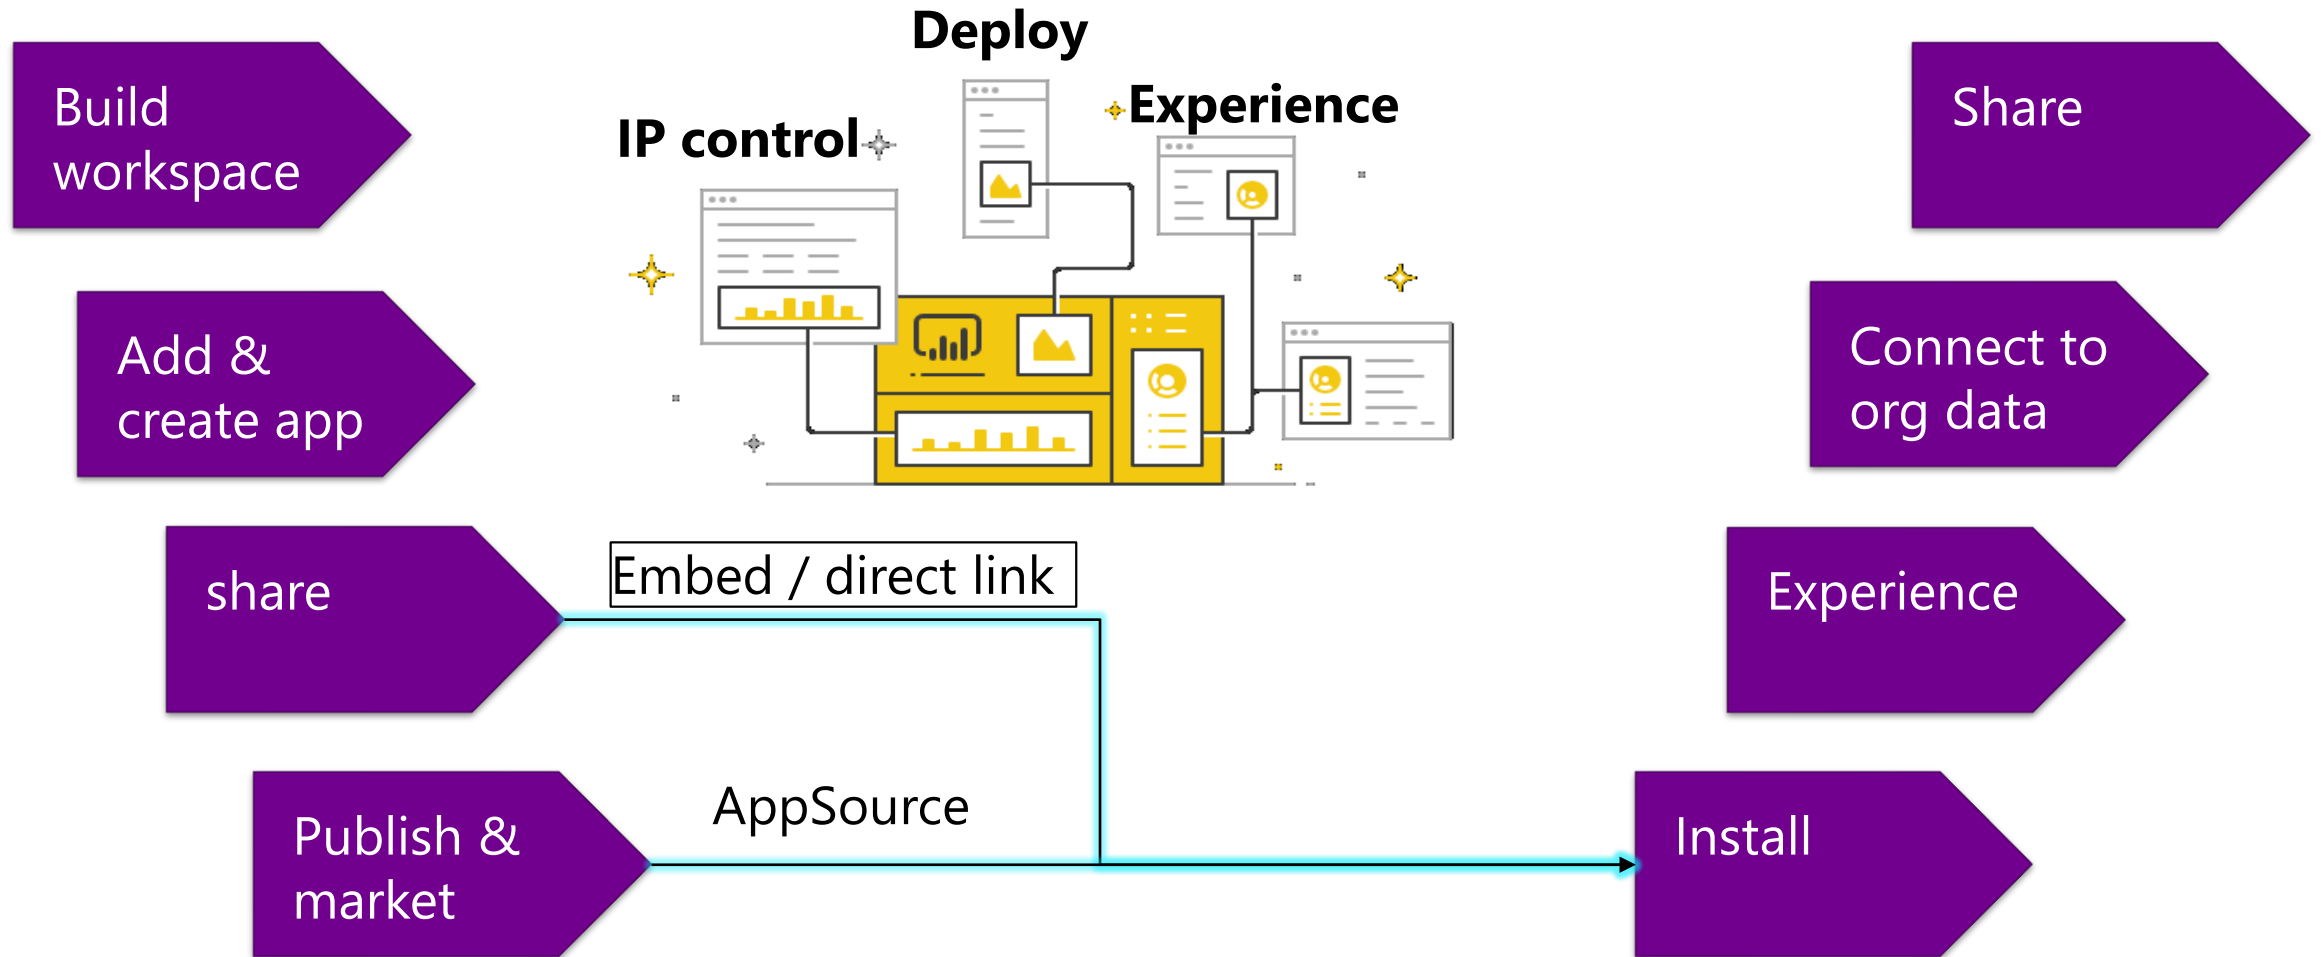 Deploy
Experience
IP control
Build
workspace
Add &
create app
share
Publish &
market
Embed / direct link
AppSource
Share
Connect to
org data
Experience
Install